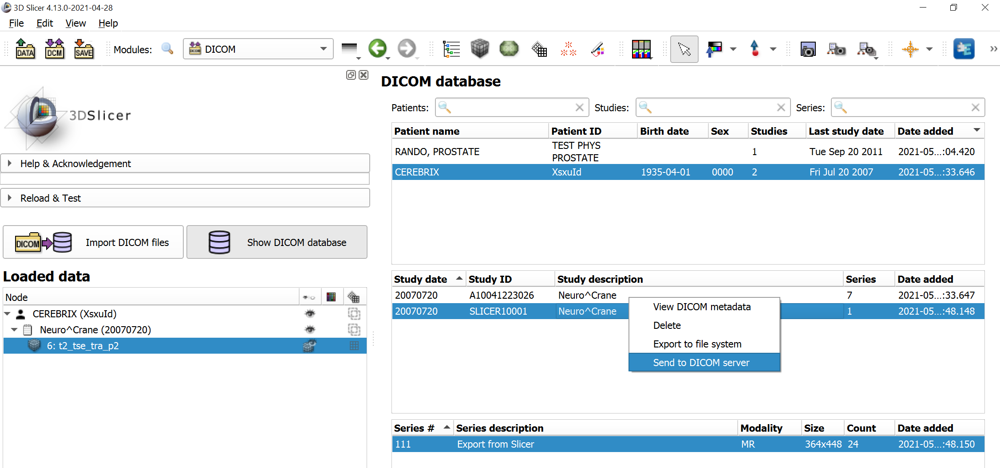 3D Slicer 4.13.0-2021-04-28
File Edit View Help
DATA DCM SAVE Modules: DICOM
DICOM database
3DSlicer
Patients: Studies: Series:
Patient name Patient ID Birth date Sex Studies Last study date Date added
RANDO, PROSTATE TEST PHYS PROSTATE 1 Tue Sep 20 2011 2021-05...:04.420
CEREBRIX XsxuId 1935-04-01 0000 2 Fri Jul 20 2007 2021-05...:33.646
Help & Acknowledgement
Reload & Test
DICOM Import DICOM files Show DICOM database
Loaded data
Node
CEREBRIX (XsxuId)
Neuro^Crane (20070720)
6: t2_tse_tra_p2
Study date Study ID Study description Series Date added
20070720 A10041223026 Neuro^Crane 7 2021-05...:33.647
20070720 SLICER10001 Neuro^Crane 1 2021-05...:48.148
View DICOM metadata
Delete
Export to file system
Send to DICOM server
Series # Series description Modality Size Count Date added
111 Export from Slicer MR 364x448 24 2021-05...:48.150